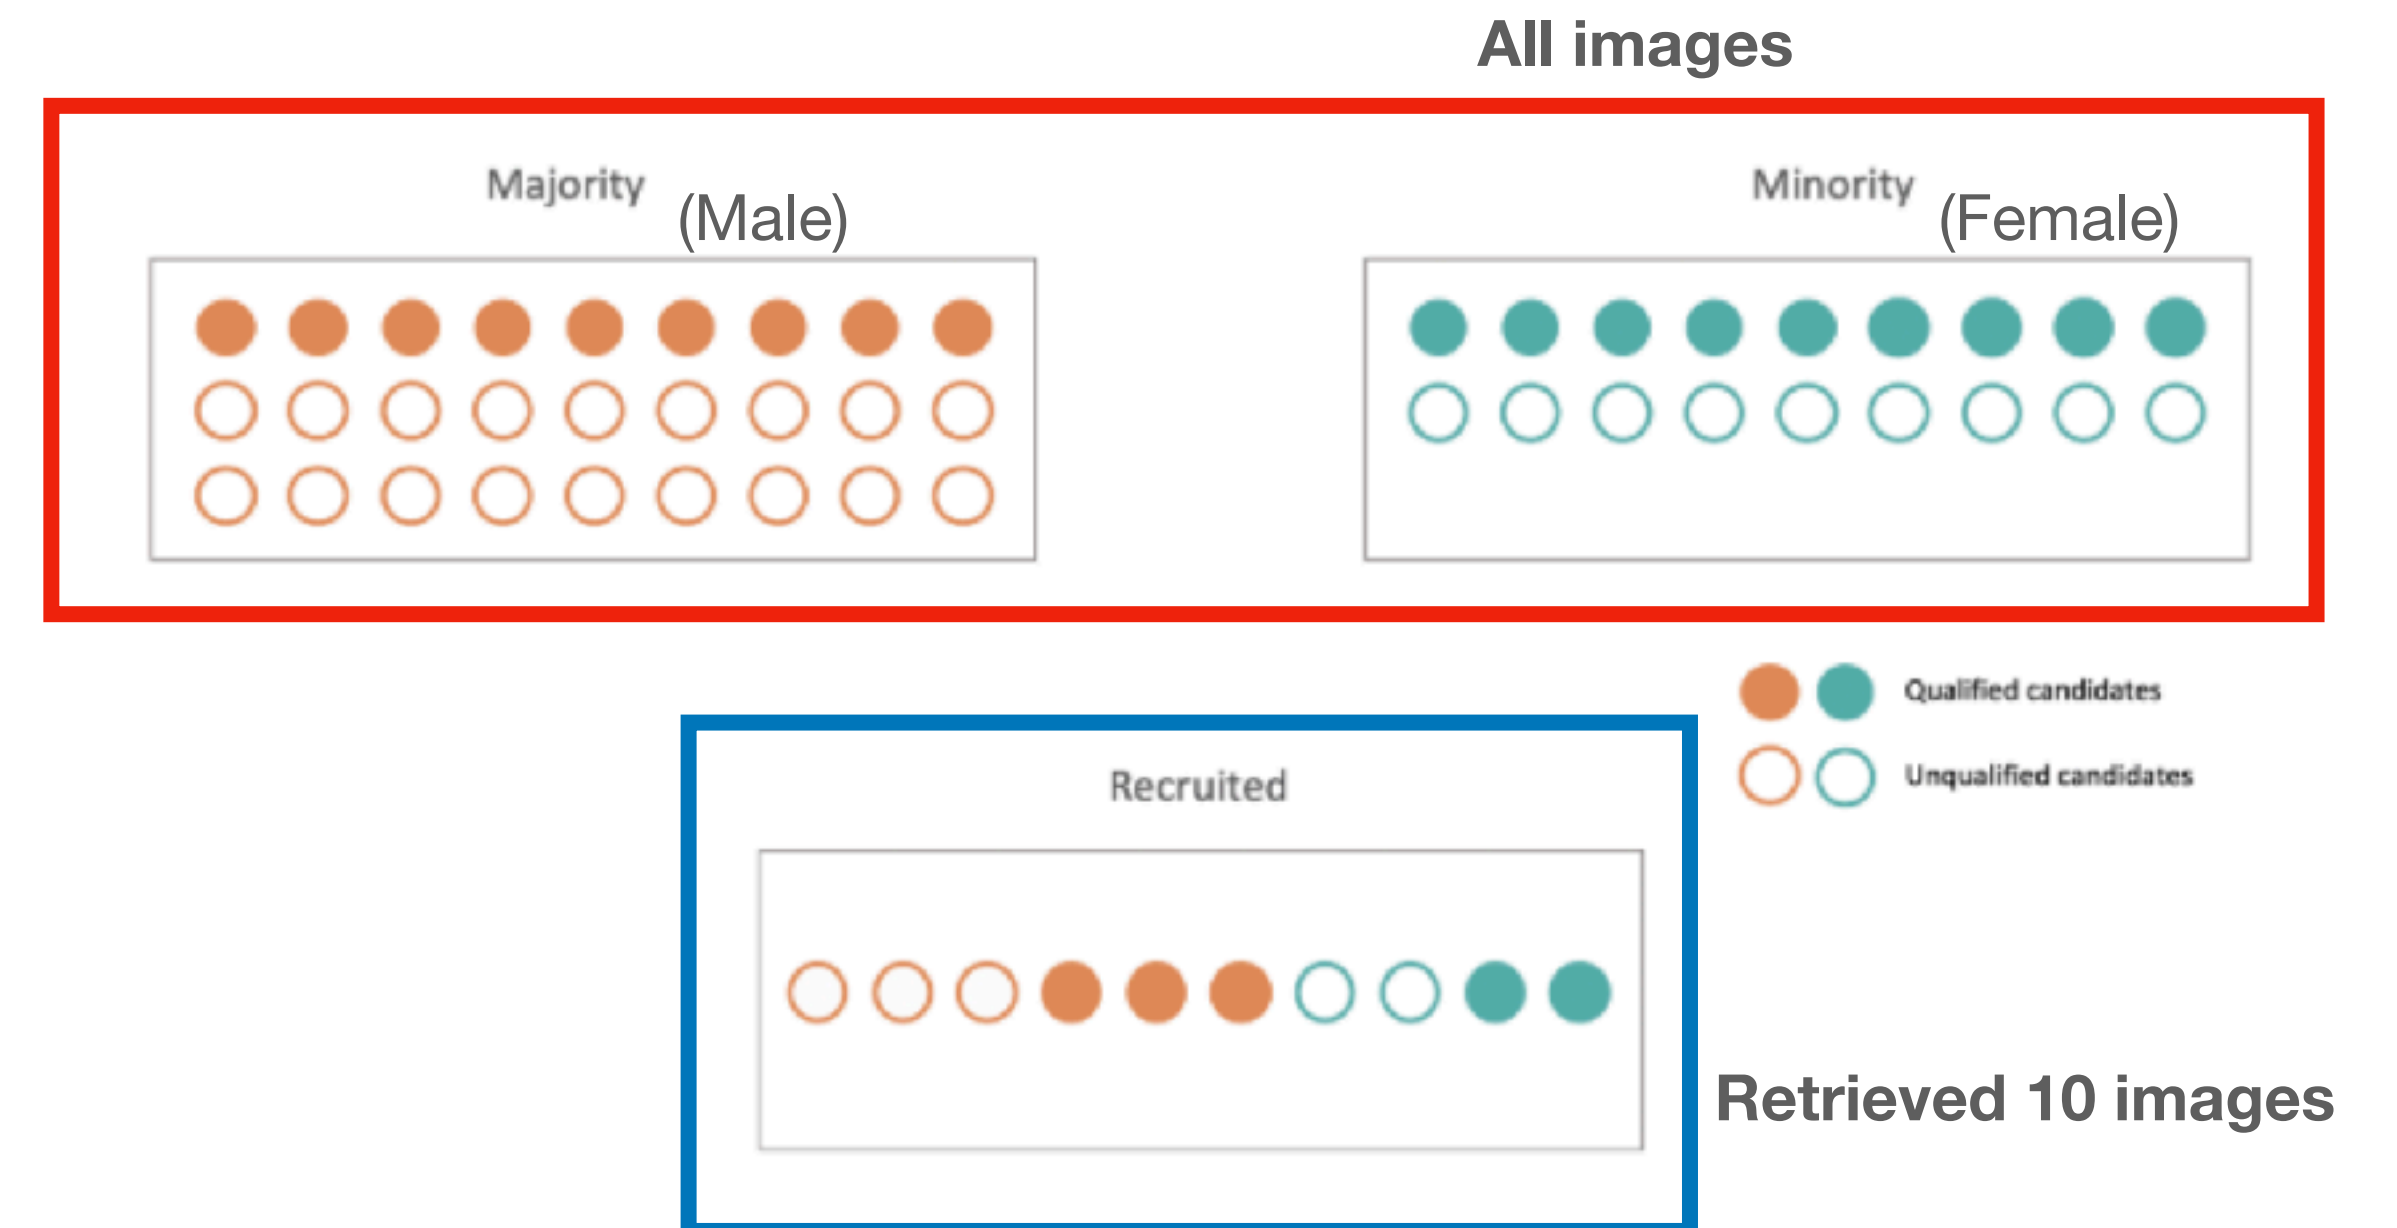 All images
Majority (Male)
Minority (Female)
Qualified candidates
Unqualified candidates
Recruited
Retrieved 10 images